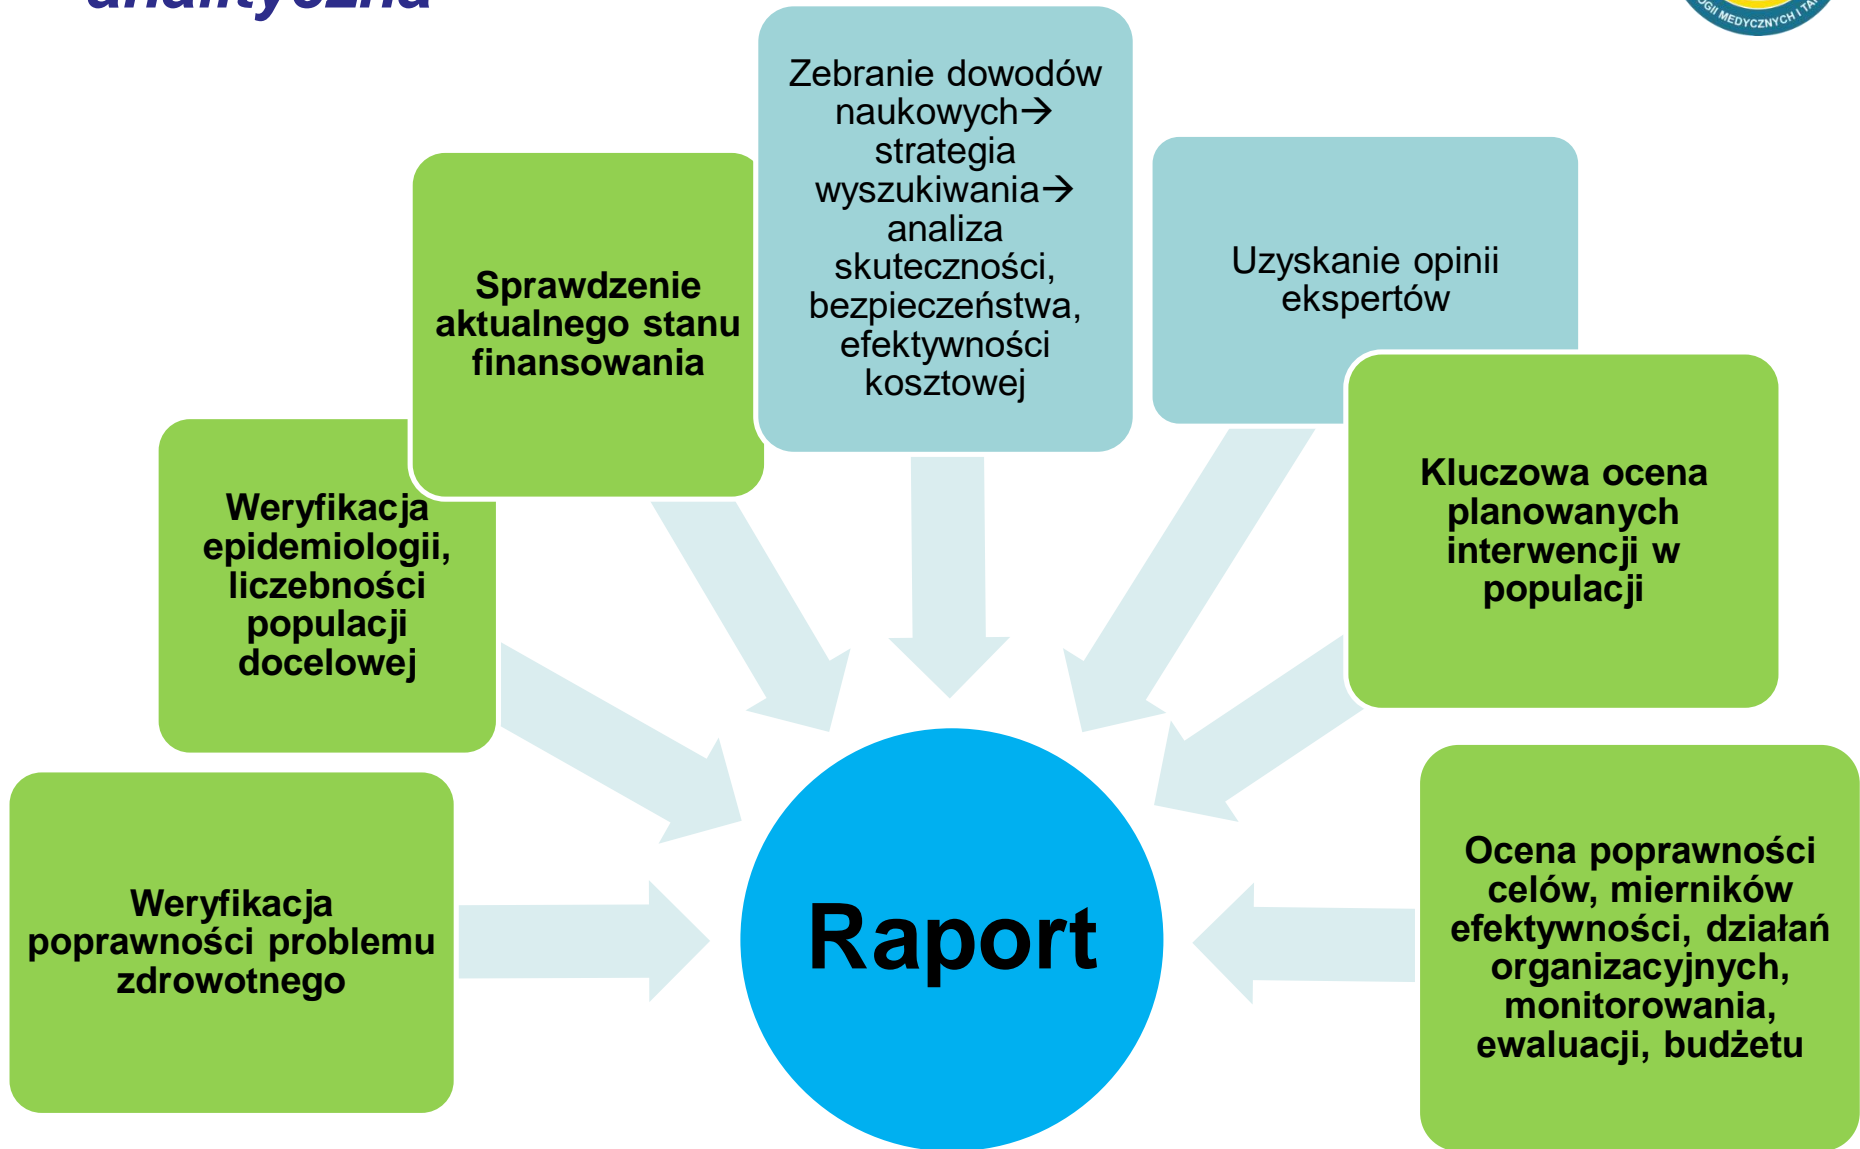 analityczna
Zebranie dowodów
naukowych→
strategia
wyszukiwania→
analiza
skuteczności,
bezpieczeństwa,
efektywności
kosztowej
Uzyskanie opinii
ekspertów
Sprawdzenie
aktualnego stanu
finansowania
Kluczowa ocena
planowanych
interwencji w
populacji
Weryfikacja
epidemiologii,
liczebności
populacji
docelowej
Ocena poprawności
celów, mierników
efektywności, działań
organizacyjnych,
monitorowania,
ewaluacji, budżetu
Weryfikacja
poprawności problemu
zdrowotnego
Raport
MEDYCZNYCH I